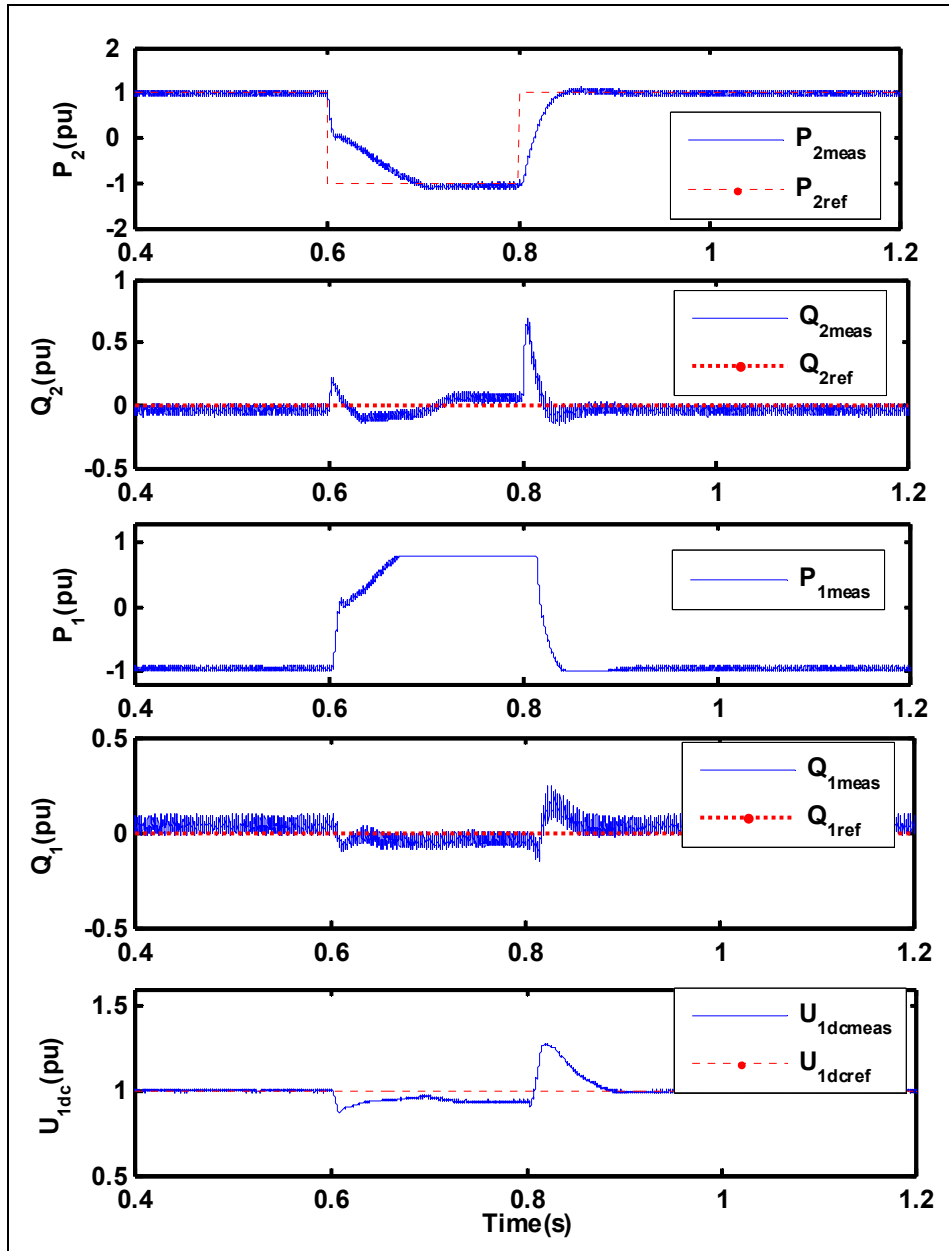 2
1
0
-1
-2
P2(pu)
P2meas
P2ref
0.4 0.6 0.8 1 1.2
1
0.5
0
-0.5
Q2(pu)
Q2meas
Q2ref
0.4 0.6 0.8 1 1.2
1
0
-1
P1(pu)
P1meas
0.4 0.6 0.8 1 1.2
0.5
0
-0.5
Q1(pu)
Q1meas
Q1ref
0.4 0.6 0.8 1 1.2
1.5
1
0.5
U1dc(pu)
U1dcmeas
U1dcref
0.4 0.6 0.8 1 1.2
Time(s)